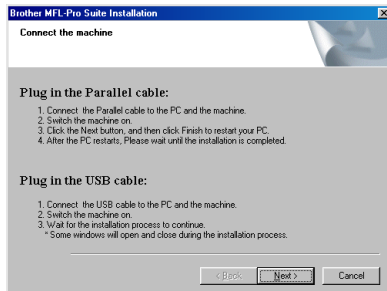 Brother MFL-Pro Suite Installation
Connect the machine
Plug in the Parallel cable:
1. Connect the Parallel cable to the PC and the machine.
2. Switch the machine on.
3. Click the Next button, and then click Finish to restart your PC.
4. After the PC restarts, Please wait until the installation is completed.
Plug in the USB cable:
1. Connect the USB cable to the PC and the machine.
2. Switch the machine on.
3. Wait for the installation process to continue.
* Some windows will open and close during the installation process.
< Back Next > Cancel